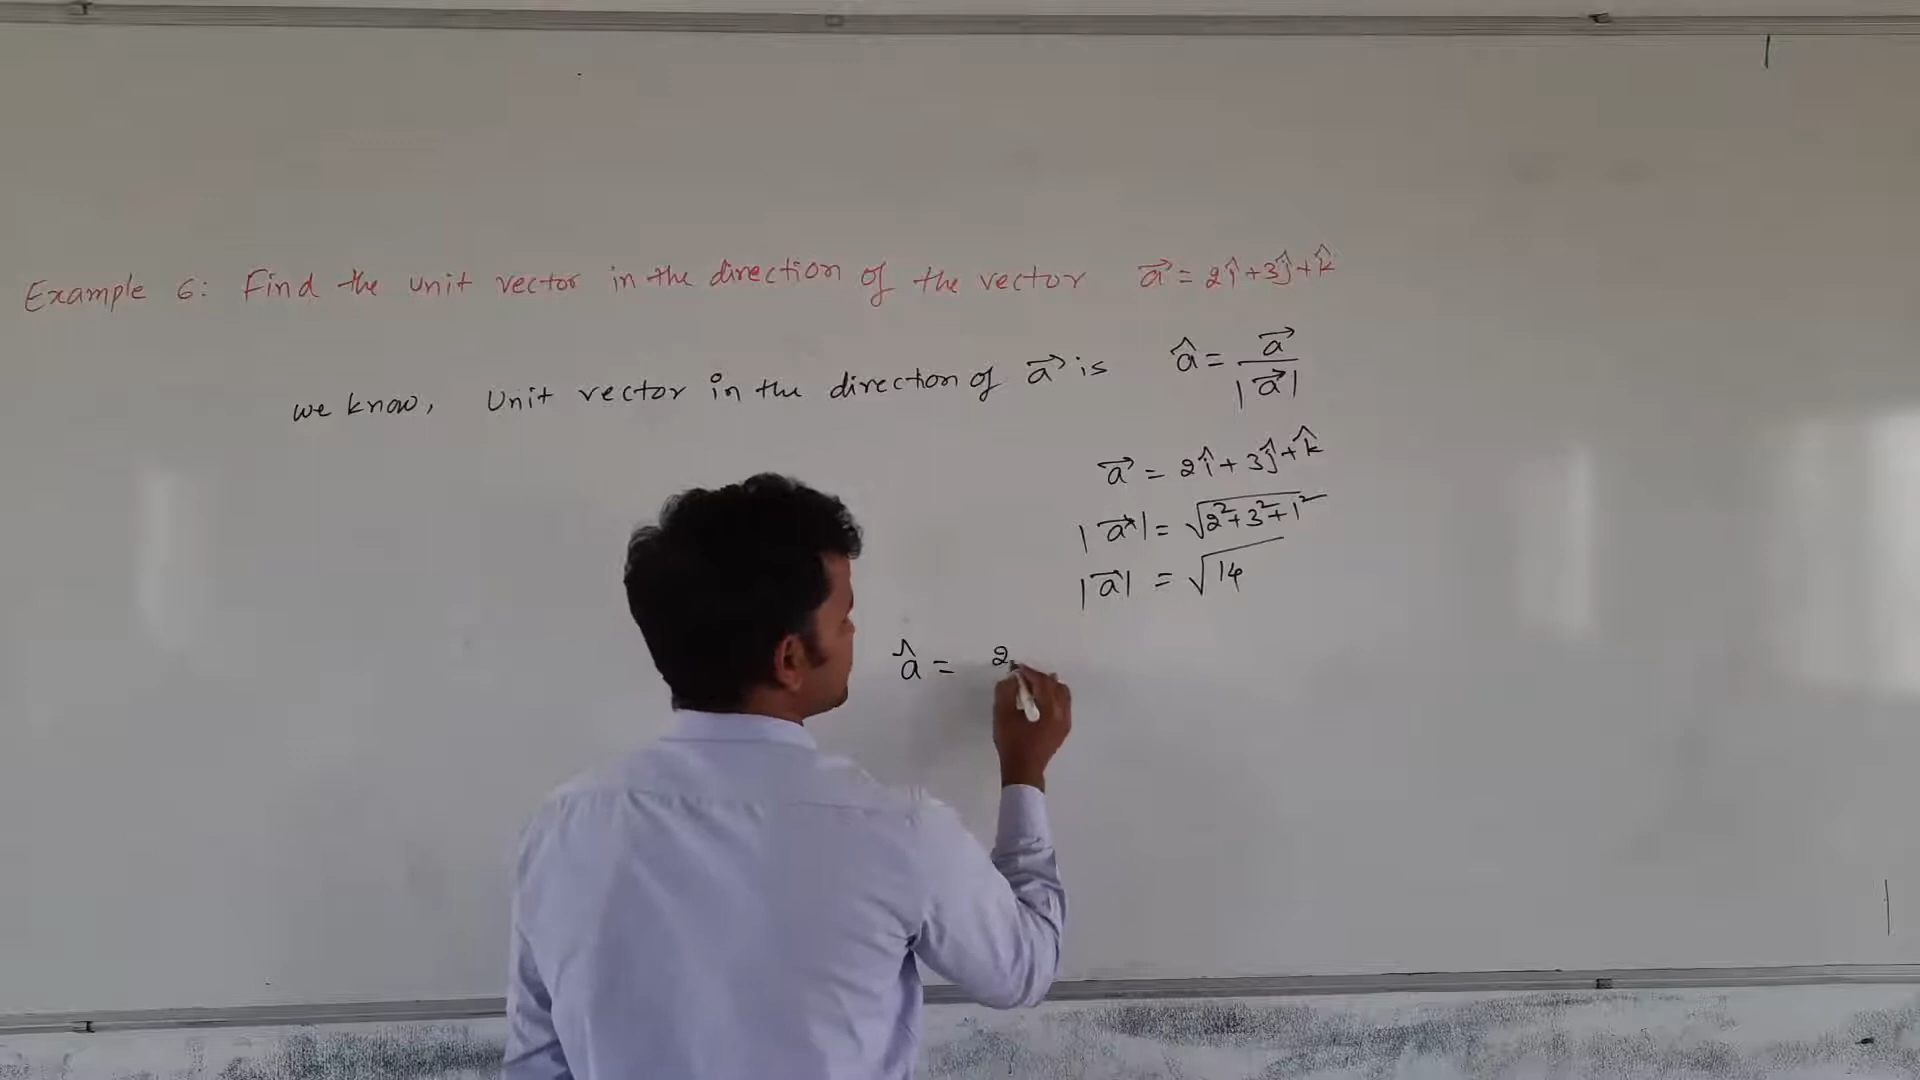 Example 6: Find the unit vector in the direction of the vector a⃗ = 2î+3ĵ+k̂
we know, Unit vector in the direction of a⃗ is â = a⃗/|a⃗|
a⃗ = 2î+3ĵ+k̂
|a⃗| = √2²+3²+1²
|a⃗| = √14
â = 2